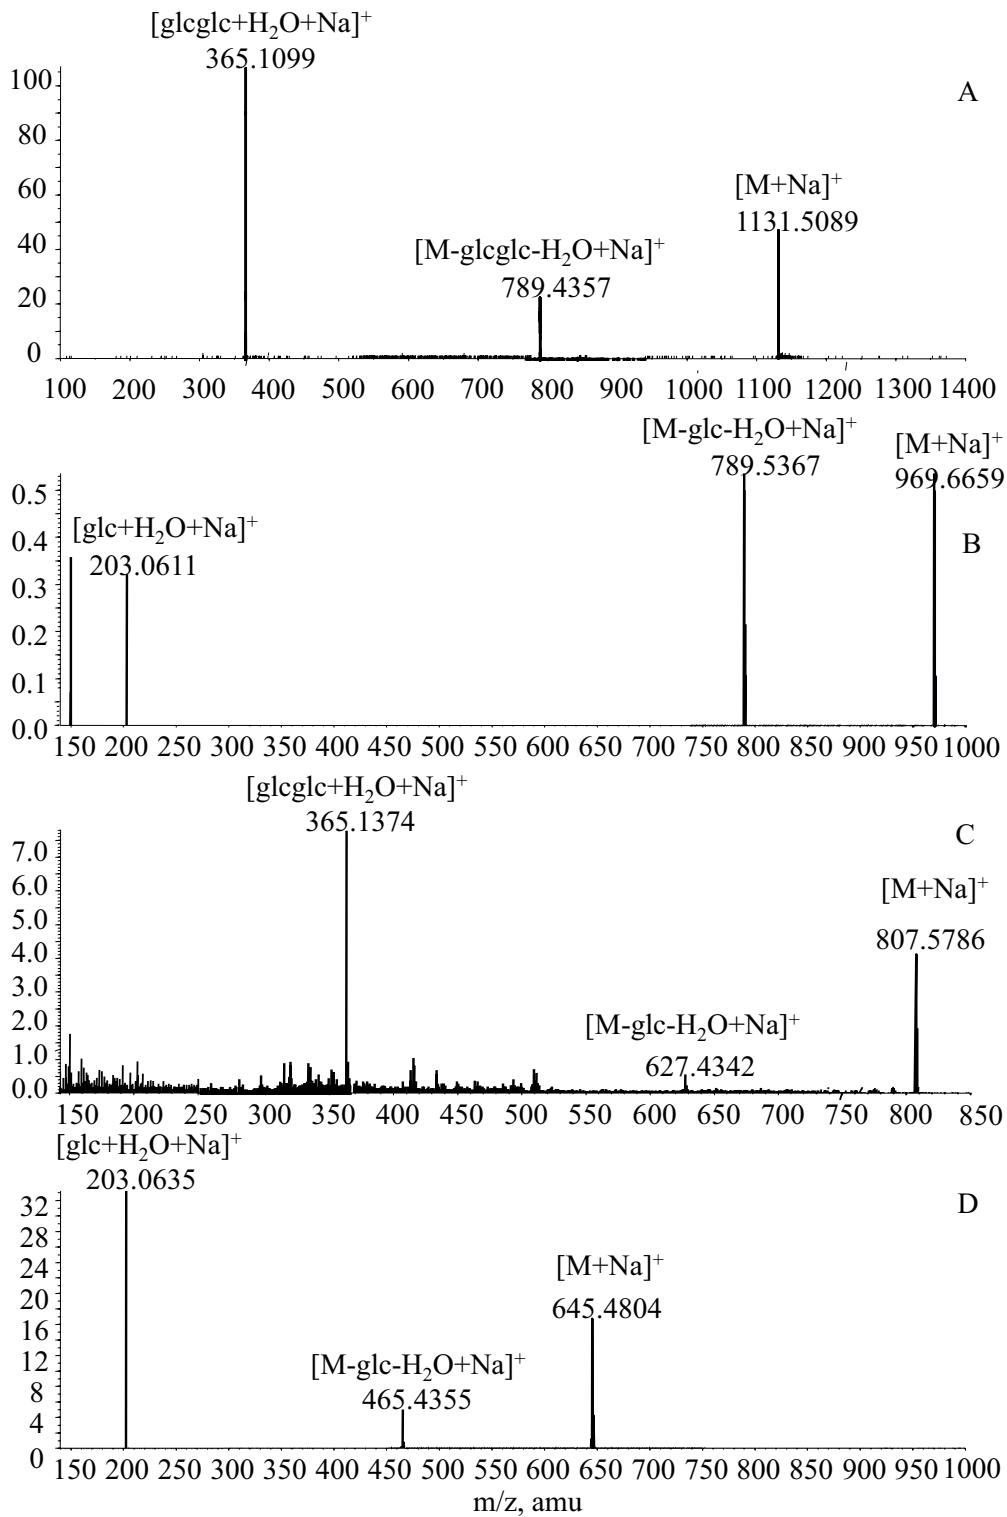 [glcglc+H₂O+Na]⁺
365.1099
A
[M+Na]⁺
1131.5089
[M-glcglc-H₂O+Na]⁺
789.4357
100
80
60
40
20
0
100 200 300 400 500 600 700 800 900 1000 1100 1200 1300 1400
[M-glc-H₂O+Na]⁺
789.5367
[M+Na]⁺
969.6659
[glc+H₂O+Na]⁺
203.0611
B
0.5
0.4
0.3
0.2
0.1
0.0
150 200 250 300 350 400 450 500 550 600 650 700 750 800 850 900 950 1000
[glcglc+H₂O+Na]⁺
365.1374
C
[M+Na]⁺
807.5786
[M-glc-H₂O+Na]⁺
627.4342
7.0
6.0
5.0
4.0
3.0
2.0
1.0
0.0
150 200 250 300 350 400 450 500 550 600 650 700 750 800 850
[glc+H₂O+Na]⁺
203.0635
D
[M+Na]⁺
645.4804
[M-glc-H₂O+Na]⁺
465.4355
32
28
24
20
16
12
8
4
0
150 200 250 300 350 400 450 500 550 600 650 700 750 800 850 900 950 1000
m/z, amu